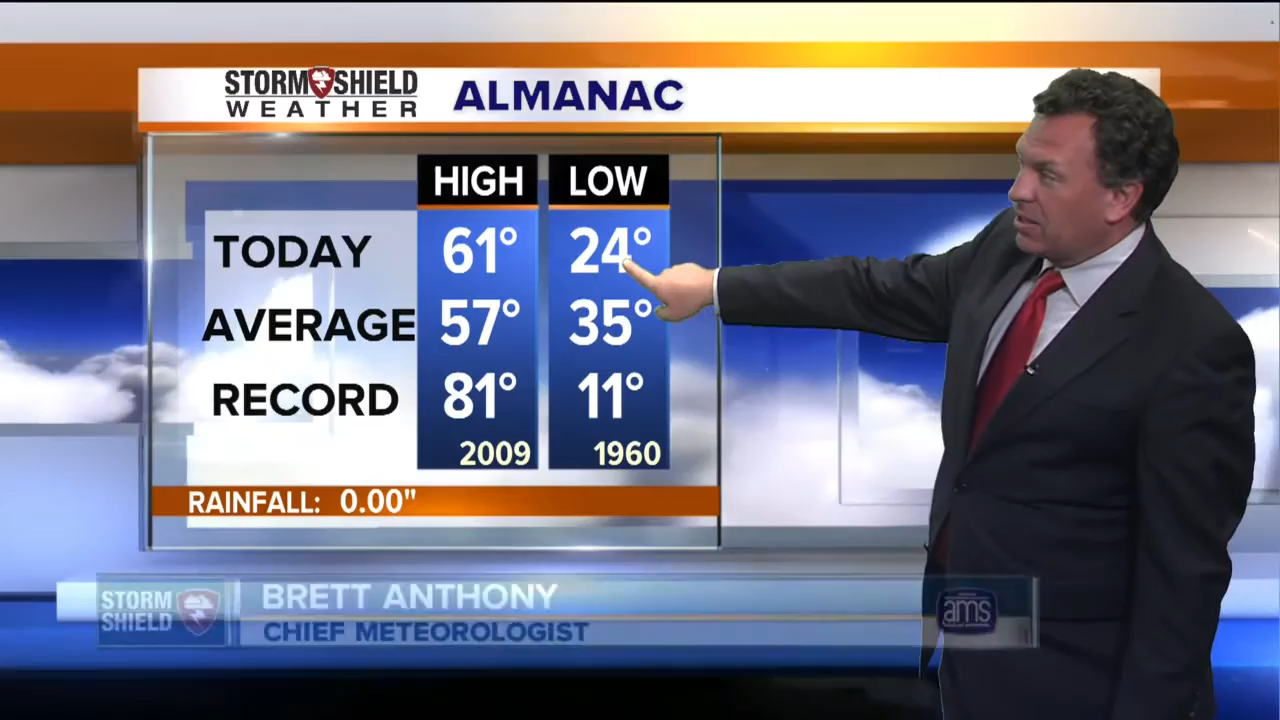 STORM SHIELD
WEATHER
ALMANAC
HIGH LOW
TODAY 61° 24°
AVERAGE 57° 35°
RECORD 81° 11°
2009 1960
RAINFALL: 0.00"
STORM
SHIELD
BRETT ANTHONY
CHIEF METEOROLOGIST
ams